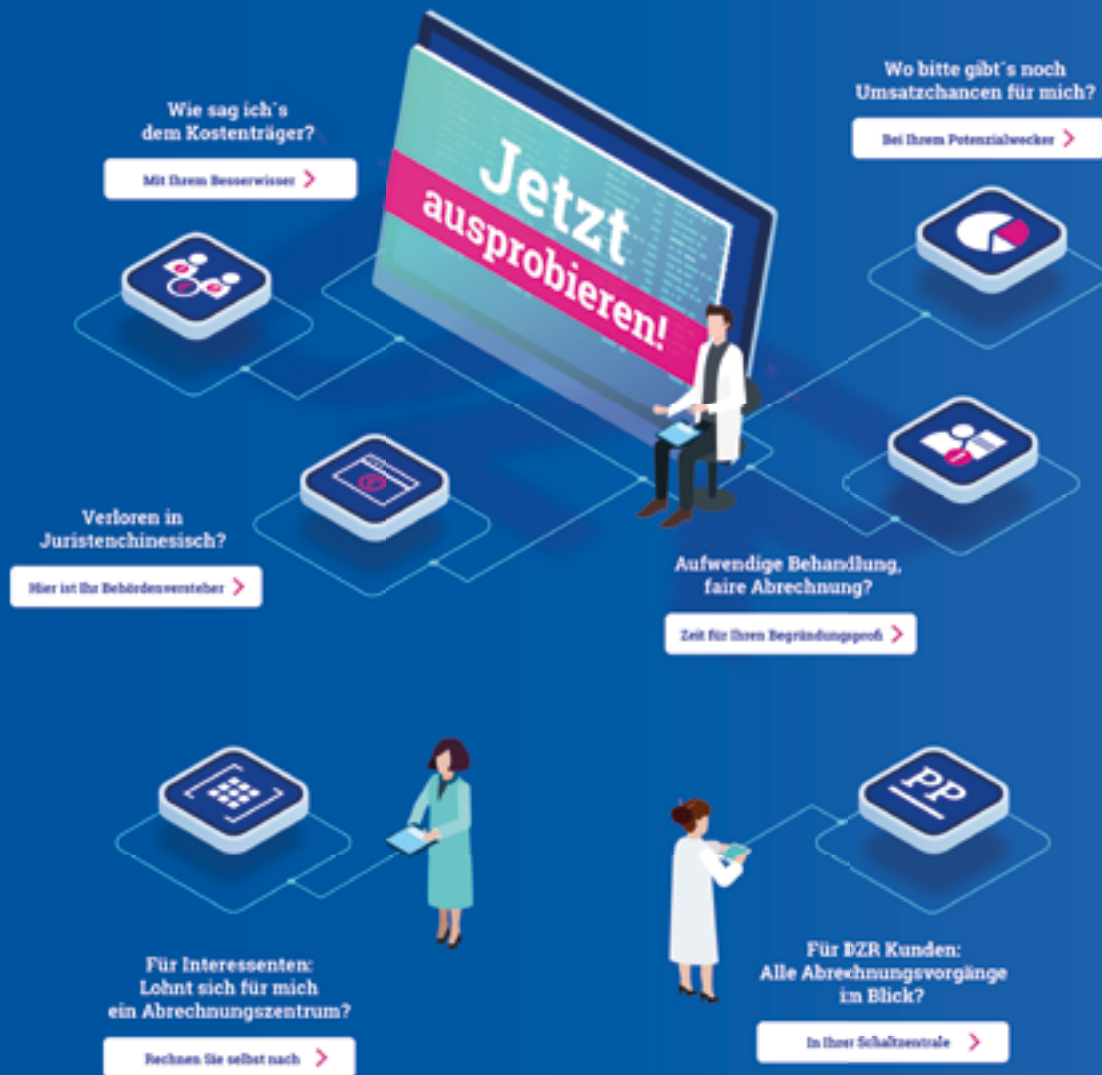 Wie sag ich´s
dem Kostenträger?
Mit Ihrem Besserwisser
Jetzt
ausprobieren!
Wo bitte gibt´s noch
Umsatzchancen für mich?
Bei Ihrem Potenzialwecker
Verloren in
Juristenchinesisch?
Hier ist Ihr Behördenversteher
Aufwendige Behandlung,
faire Abrechnung?
Zeit für Ihren Begründungsprofi
Für Interessenten:
Lohnt sich für mich
ein Abrechnungszentrum?
Rechnen Sie selbst nach
PP
Für DZR Kunden:
Alle Abrechnungsvorgänge
im Blick?
In Ihrer Schaltzentrale